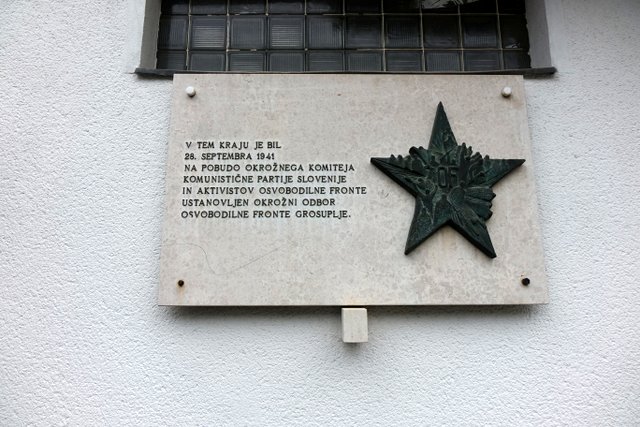 V TEM KRAJU JE BIL
28. SEPTEMBRA 1941
NA POBUDO OKROŽNEGA KOMITEJA
KOMUNISTIČNE PARTIJE SLOVENIJE
IN AKTIVISTOV OSVOBODILNE FRONTE
USTANOVLJEN OKROŽNI ODBOR
OSVOBODILNE FRONTE GROSUPLJE.
OF